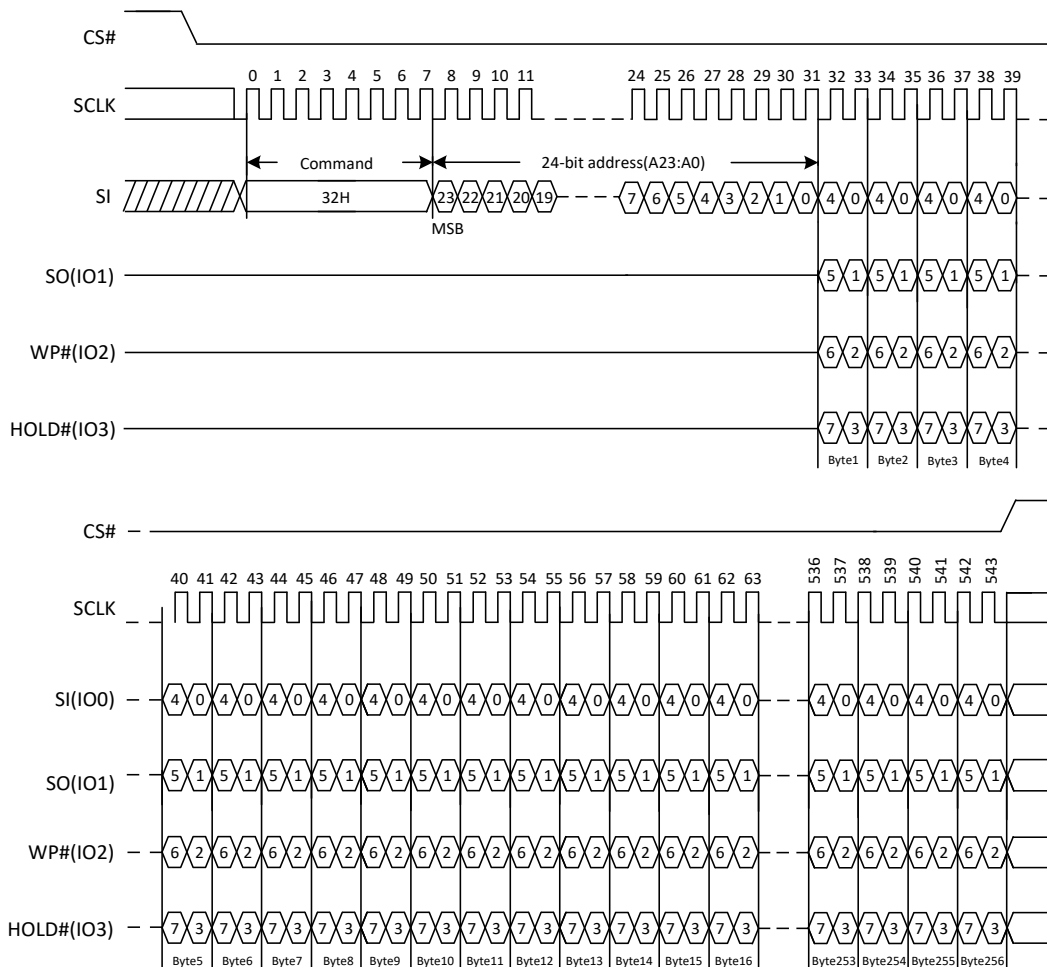 CS#
0 1 2 3 4 5 6 7 8 9 10 11 24 25 26 27 28 29 30 31 32 33 34 35 36 37 38 39
SCLK
Command 24-bit address(A23:A0)
SI 32H 23 22 21 20 19 7 6 5 4 3 2 1 0 4 0 4 0 4 0 4 0
MSB
SO(IO1) 5 1 5 1 5 1 5 1
WP#(IO2) 6 2 6 2 6 2 6 2
HOLD#(IO3) 7 3 7 3 7 3 7 3
Byte1 Byte2 Byte3 Byte4
CS#
40 41 42 43 44 45 46 47 48 49 50 51 52 53 54 55 56 57 58 59 60 61 62 63 536 537 538 539 540 541 542 543
SCLK
SI(IO0) 4 0 4 0 4 0 4 0 4 0 4 0 4 0 4 0 4 0 4 0 4 0 4 0 4 0 4 0 4 0 4 0
SO(IO1) 5 1 5 1 5 1 5 1 5 1 5 1 5 1 5 1 5 1 5 1 5 1 5 1 5 1 5 1 5 1 5 1
WP#(IO2) 6 2 6 2 6 2 6 2 6 2 6 2 6 2 6 2 6 2 6 2 6 2 6 2 6 2 6 2 6 2 6 2
HOLD#(IO3) 7 3 7 3 7 3 7 3 7 3 7 3 7 3 7 3 7 3 7 3 7 3 7 3 7 3 7 3 7 3 7 3
Byte5 Byte6 Byte7 Byte8 Byte9 Byte10 Byte11 Byte12 Byte13 Byte14 Byte15 Byte16 Byte253 Byte254 Byte255 Byte256